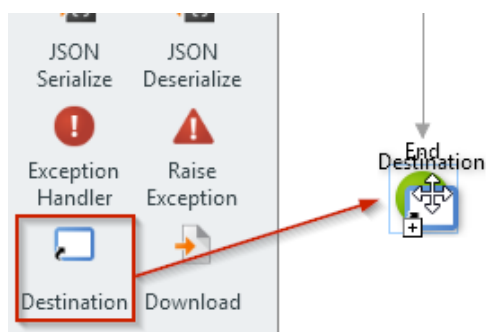 JSON
Serialize
JSON
Deserialize
Exception
Handler
Raise
Exception
Destination
Download
End
Destination